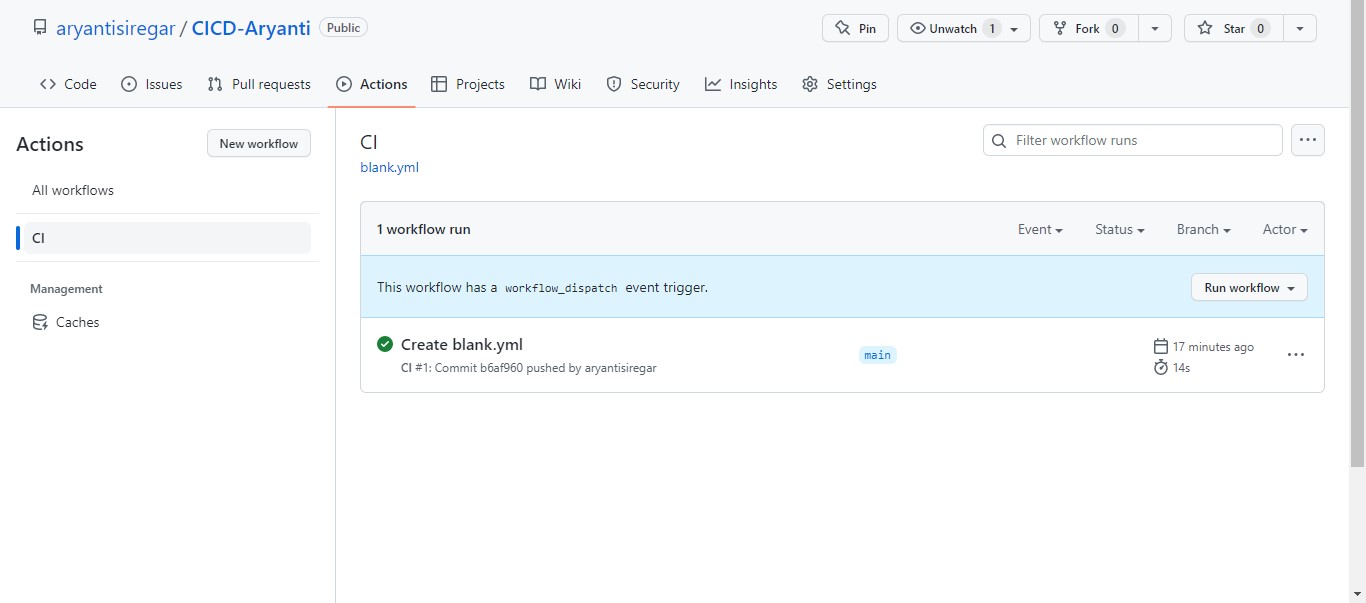 aryantisiregar / CICD-Aryanti Public Pin Unwatch 1 Fork 0 Star 0
Code Issues Pull requests Actions Projects Wiki Security Insights Settings
Actions New workflow
All workflows
CI
Management
Caches
CI
blank.yml
Filter workflow runs
1 workflow run Event Status Branch Actor
This workflow has a workflow_dispatch event trigger. Run workflow
Create blank.yml main 17 minutes ago
CI #1: Commit b6af960 pushed by aryantisiregar 14s